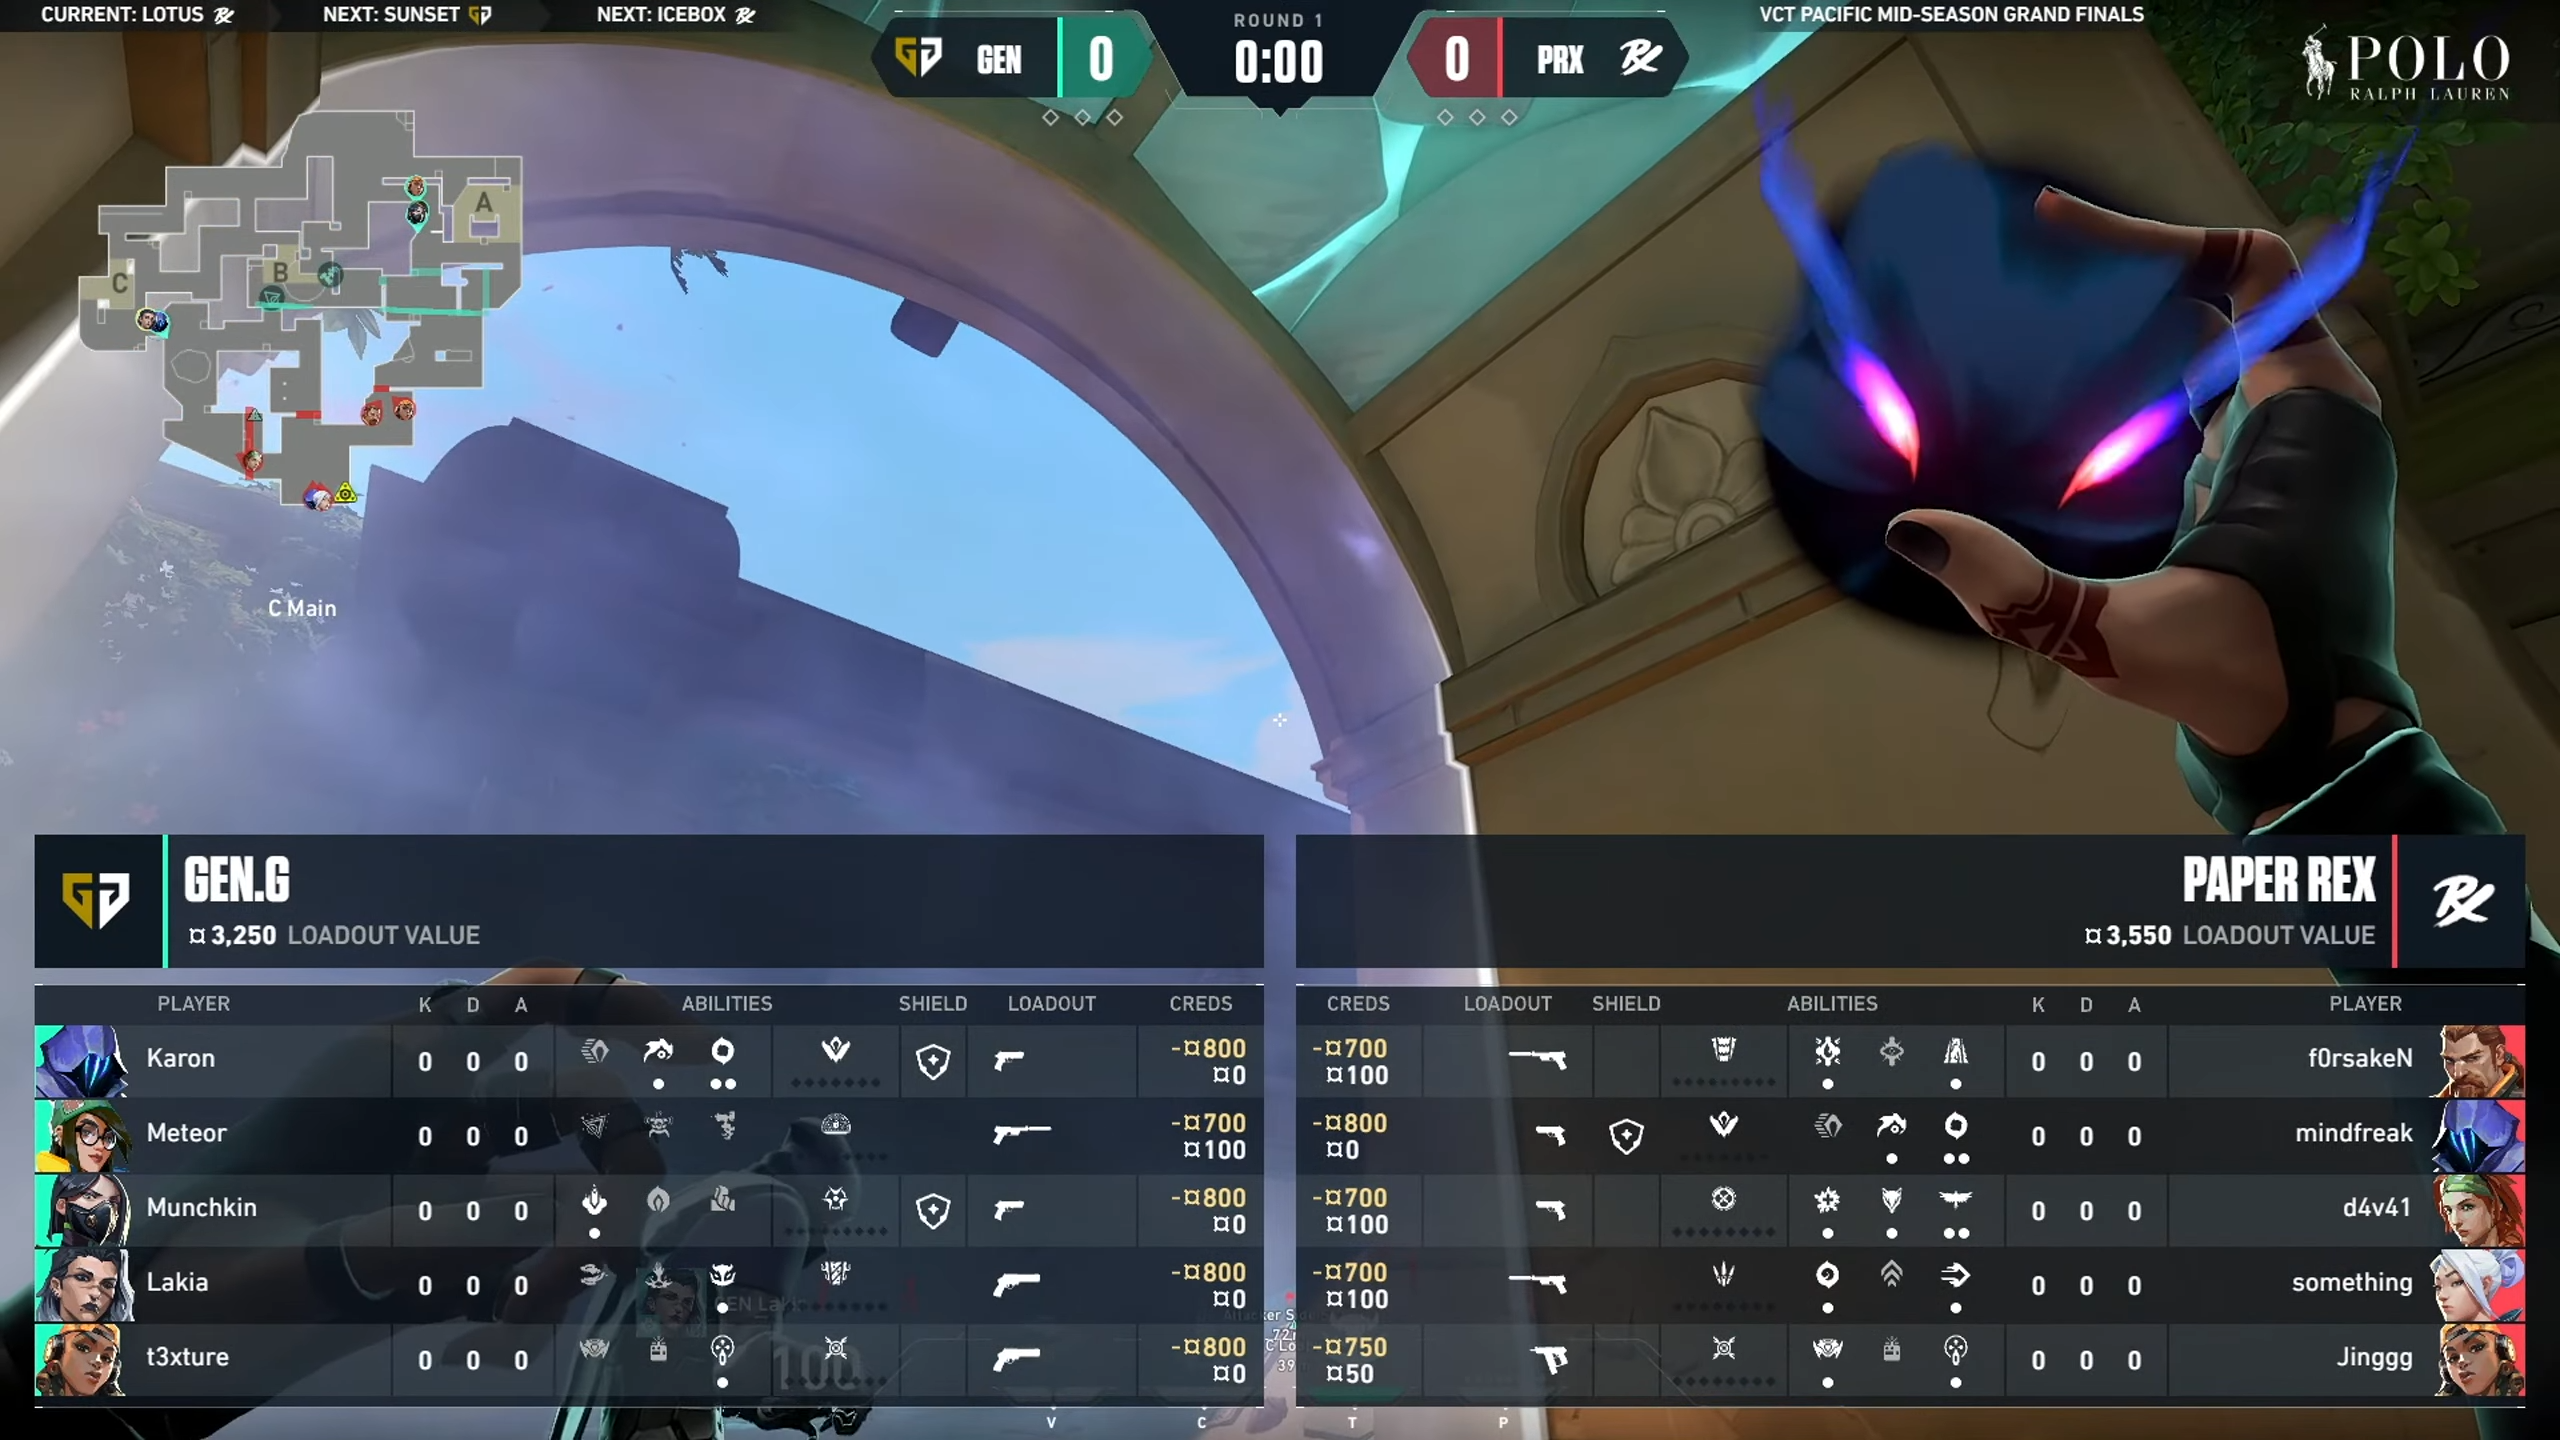 CURRENT: LOTUS
NEXT: SUNSET
NEXT: ICEBOX
GEN
0
ROUND 1
0:00
0
PRX
VCT PACIFIC MID-SEASON GRAND FINALS
POLO
RALPH LAUREN
A
B
C
C Main
GEN.G
¤ 3,250 LOADOUT VALUE
PLAYER K D A ABILITIES SHIELD LOADOUT CREDS
Karon 0 0 0 -¤800
¤0
Meteor 0 0 0 -¤700
¤100
Munchkin 0 0 0 -¤800
¤0
Lakia 0 0 0 -¤800
¤0
t3xture 0 0 0 -¤800
¤0
PAPER REX
¤ 3,550 LOADOUT VALUE
CREDS LOADOUT SHIELD ABILITIES K D A PLAYER
-¤700 0 0 0 f0rsakeN
¤100
-¤800 0 0 0 mindfreak
¤0
-¤700 0 0 0 d4v41
¤100
-¤700 0 0 0 something
¤100
-¤750 0 0 0 Jinggg
¤50
100
V C T P